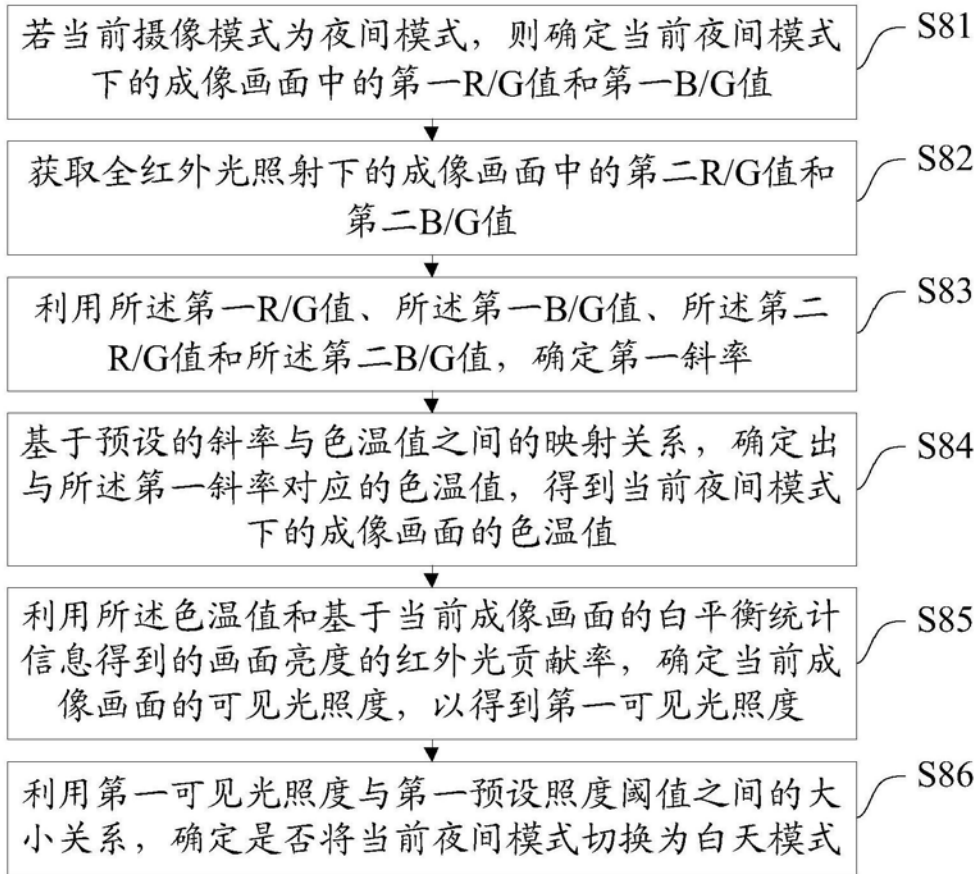 若当前摄像模式为夜间模式，则确定当前夜间模式
下的成像画面中的第一R/G值和第一B/G值
S81
获取全红外光照射下的成像画面中的第二R/G值和
第二B/G值
S82
利用所述第一R/G值、所述第一B/G值、所述第二
R/G值和所述第二B/G值，确定第一斜率
S83
基于预设的斜率与色温值之间的映射关系，确定出
与所述第一斜率对应的色温值，得到当前夜间模式
下的成像画面的色温值
S84
利用所述色温值和基于当前成像画面的白平衡统计
信息得到的画面亮度的红外光贡献率，确定当前成
像画面的可见光照度，以得到第一可见光照度
S85
利用第一可见光照度与第一预设照度阈值之间的大
小关系，确定是否将当前夜间模式切换为白天模式
S86